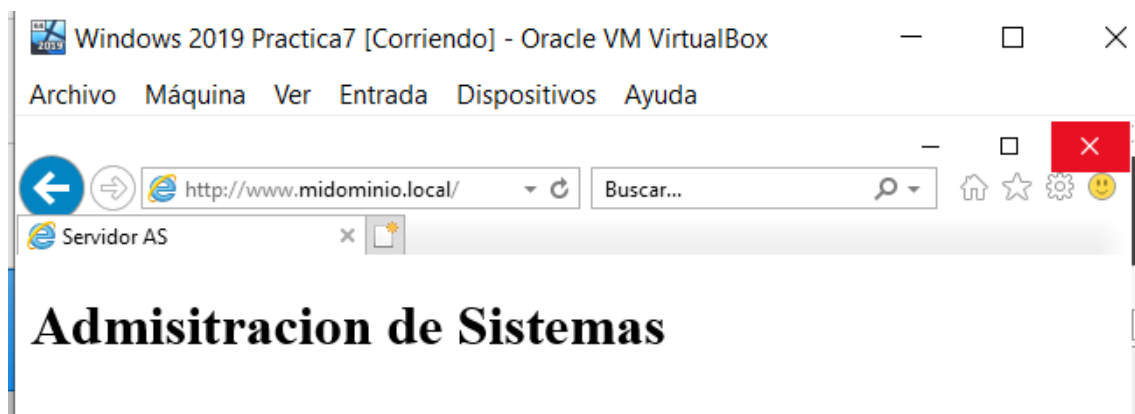 Windows 2019 Practica7 [Corriendo] - Oracle VM VirtualBox
Archivo Máquina Ver Entrada Dispositivos Ayuda
http://www.midominio.local/ Buscar...
Servidor AS
Admisitracion de Sistemas